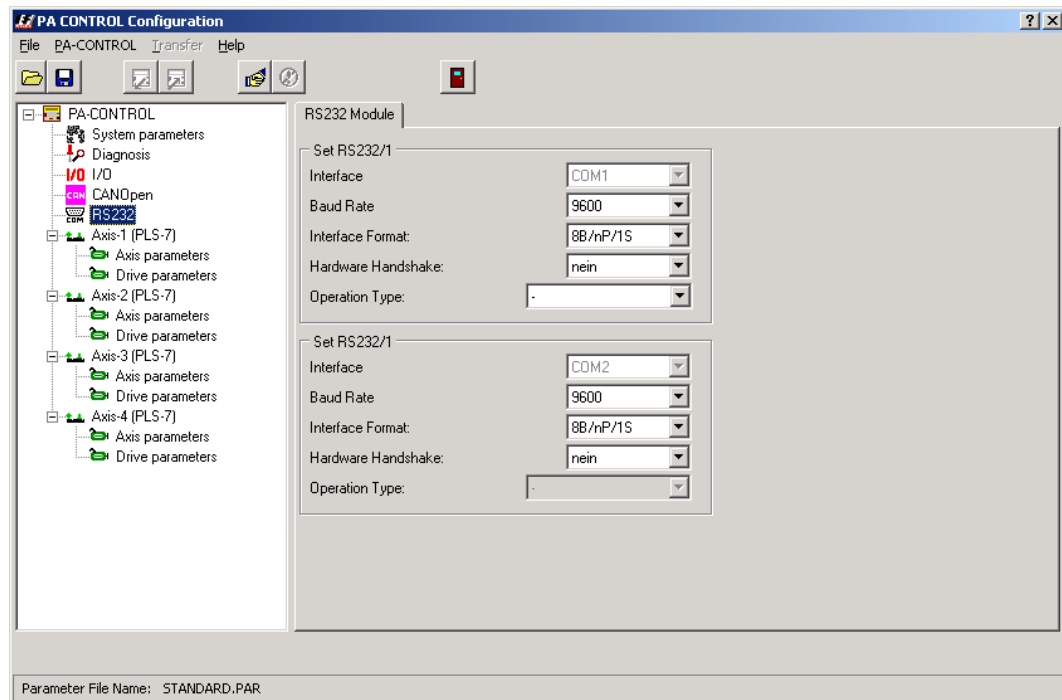 PA CONTROL Configuration
File PA-CONTROL Transfer Help
PA-CONTROL
System parameters
Diagnosis
I/O I/O
CAN CANOpen
COM RS232
Axis-1 (PLS-7)
Axis parameters
Drive parameters
Axis-2 (PLS-7)
Axis parameters
Drive parameters
Axis-3 (PLS-7)
Axis parameters
Drive parameters
Axis-4 (PLS-7)
Axis parameters
Drive parameters
RS232 Module
Set RS232/1
Interface COM1
Baud Rate 9600
Interface Format: 8B/nP/1S
Hardware Handshake: nein
Operation Type: -
Set RS232/1
Interface COM2
Baud Rate 9600
Interface Format: 8B/nP/1S
Hardware Handshake: nein
Operation Type: -
Parameter File Name: STANDARD.PAR